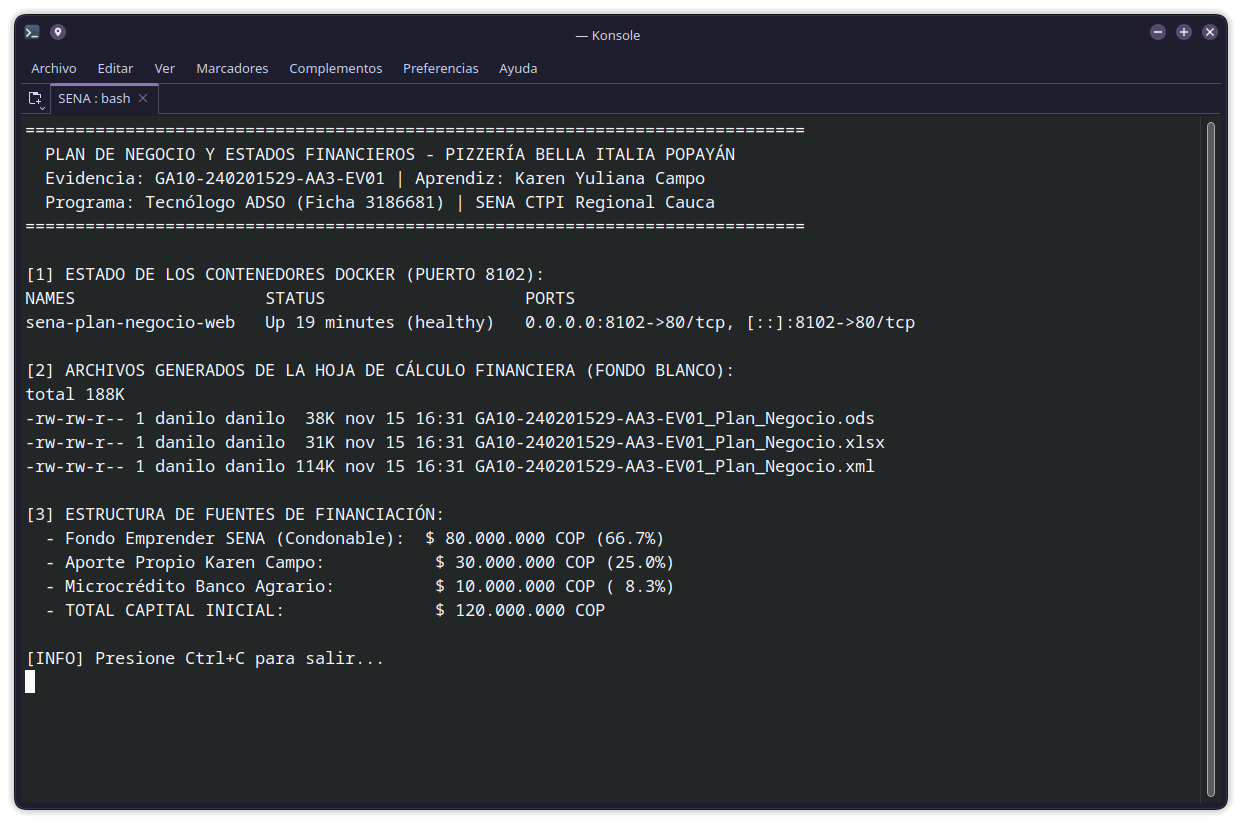 — Konsole
Archivo Editar Ver Marcadores Complementos Preferencias Ayuda
SENA : bash
==============================================================================
PLAN DE NEGOCIO Y ESTADOS FINANCIEROS - PIZZERÍA BELLA ITALIA POPAYÁN
Evidencia: GA10-240201529-AA3-EV01 | Aprendiz: Karen Yuliana Campo
Programa: Tecnólogo ADSO (Ficha 3186681) | SENA CTPI Regional Cauca
==============================================================================
[1] ESTADO DE LOS CONTENEDORES DOCKER (PUERTO 8102):
NAMES STATUS PORTS
sena-plan-negocio-web Up 19 minutes (healthy) 0.0.0.0:8102->80/tcp, [::]:8102->80/tcp
[2] ARCHIVOS GENERADOS DE LA HOJA DE CÁLCULO FINANCIERA (FONDO BLANCO):
total 188K
-rw-rw-r-- 1 danilo danilo 38K nov 15 16:31 GA10-240201529-AA3-EV01_Plan_Negocio.ods
-rw-rw-r-- 1 danilo danilo 31K nov 15 16:31 GA10-240201529-AA3-EV01_Plan_Negocio.xlsx
-rw-rw-r-- 1 danilo danilo 114K nov 15 16:31 GA10-240201529-AA3-EV01_Plan_Negocio.xml
[3] ESTRUCTURA DE FUENTES DE FINANCIACIÓN:
- Fondo Emprender SENA (Condonable): $ 80.000.000 COP (66.7%)
- Aporte Propio Karen Campo: $ 30.000.000 COP (25.0%)
- Microcrédito Banco Agrario: $ 10.000.000 COP ( 8.3%)
- TOTAL CAPITAL INICIAL: $ 120.000.000 COP
[INFO] Presione Ctrl+C para salir...